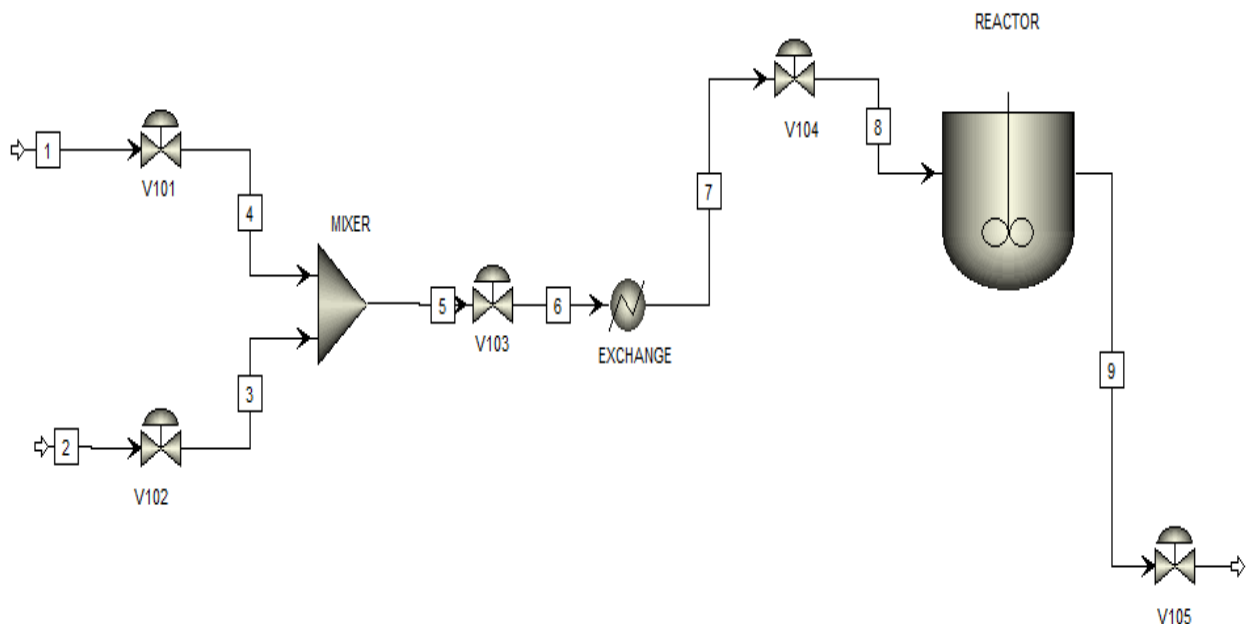 REACTOR
V104
8
1
V101
7
4
MIXER
5
V103
6
EXCHANGE
9
3
2
V102
V105